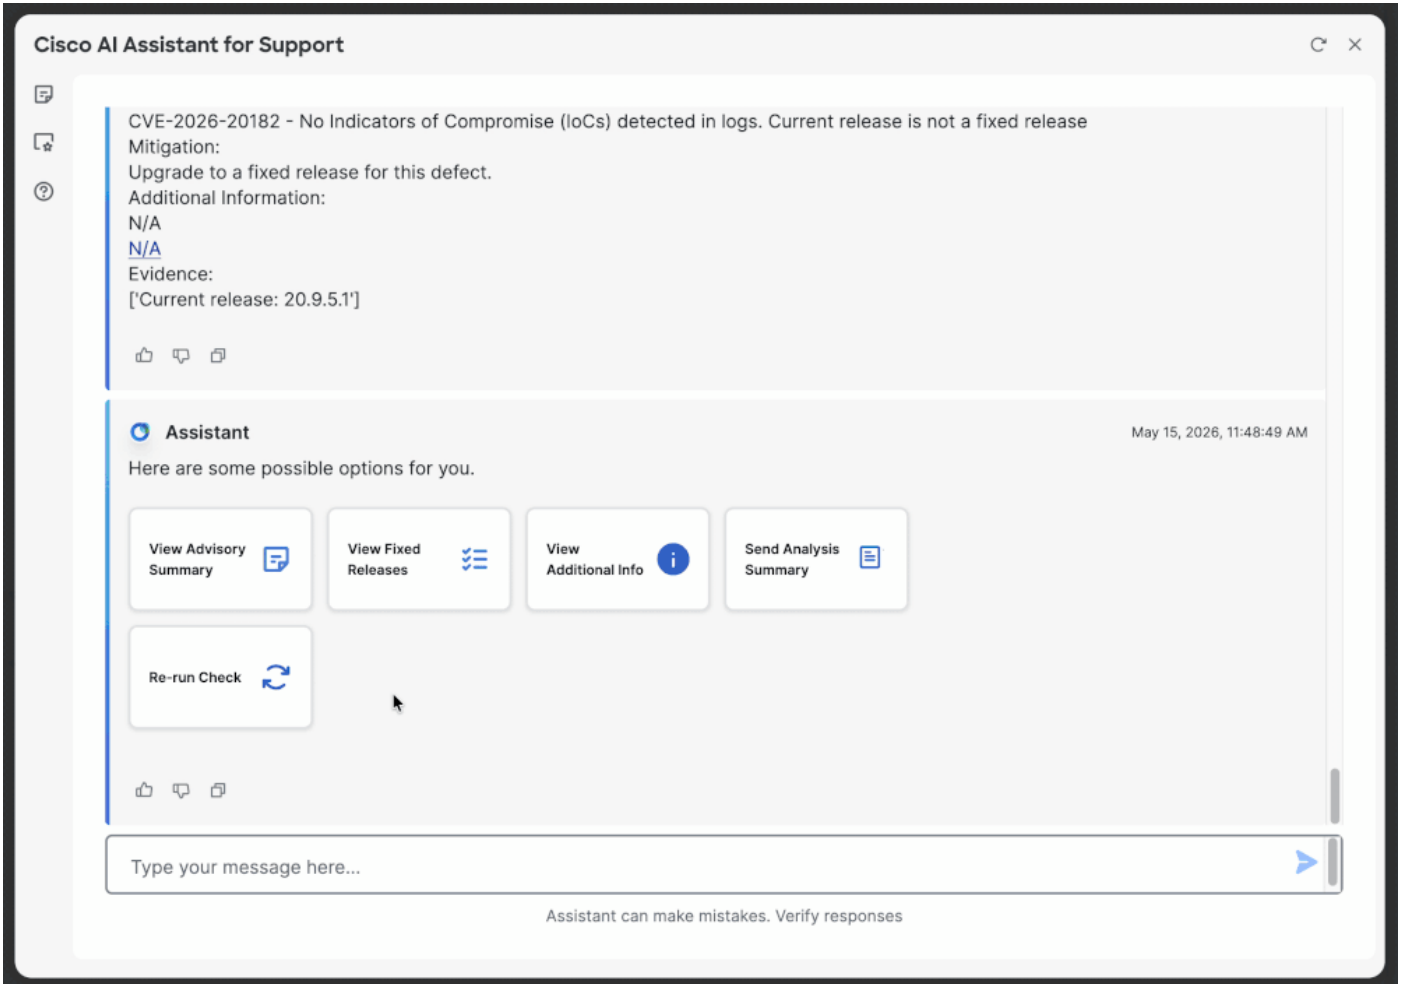 Cisco AI Assistant for Support
CVE-2026-20182 - No Indicators of Compromise (IoCs) detected in logs. Current release is not a fixed release
Mitigation:
Upgrade to a fixed release for this defect.
Additional Information:
N/A
N/A
Evidence:
['Current release: 20.9.5.1']
Assistant
May 15, 2026, 11:48:49 AM
Here are some possible options for you.
View Advisory
Summary
View Fixed
Releases
View
Additional Info
Send Analysis
Summary
Re-run Check
Type your message here...
Assistant can make mistakes. Verify responses